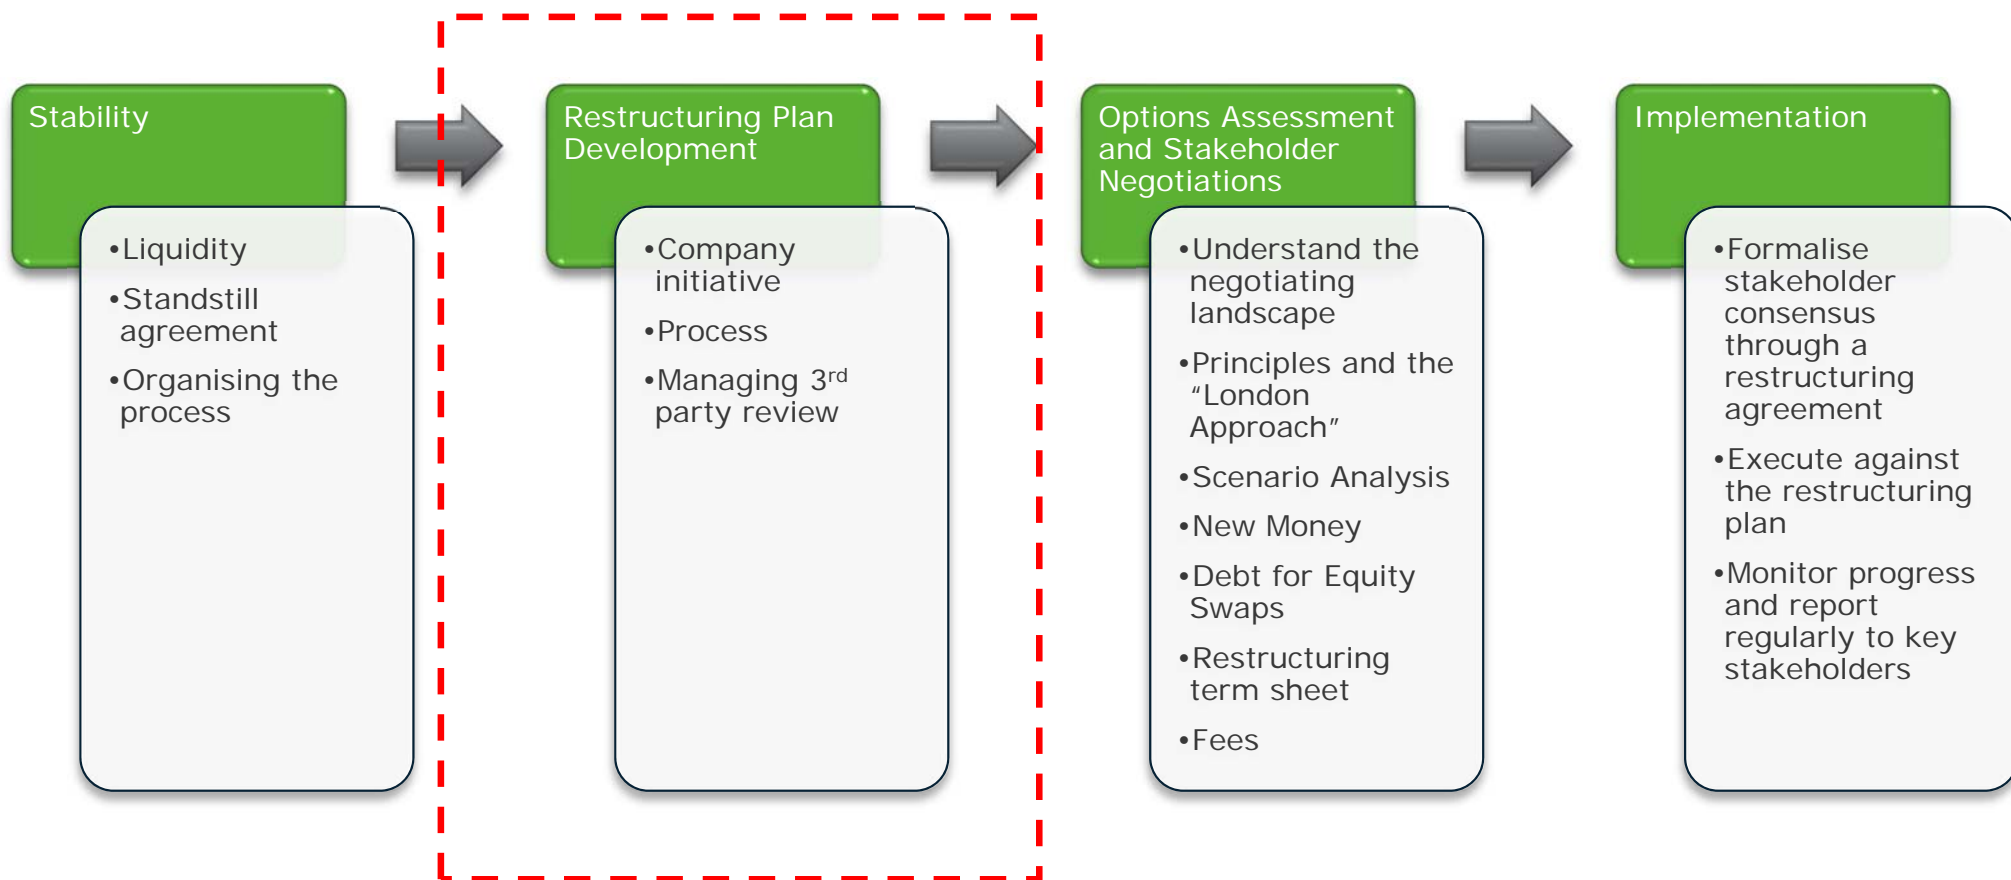 Stability
•Liquidity
•Standstill
agreement
•Organising the
process
Restructuring Plan
Development
•Company
initiative
•Process
•Managing 3rd
party review
Options Assessment
and Stakeholder
Negotiations
•Understand the
negotiating
landscape
•Principles and the
“London
Approach”
•Scenario Analysis
•New Money
•Debt for Equity
Swaps
•Restructuring
term sheet
•Fees
Implementation
•Formalise
stakeholder
consensus
through a
restructuring
agreement
•Execute against
the restructuring
plan
•Monitor progress
and report
regularly to key
stakeholders